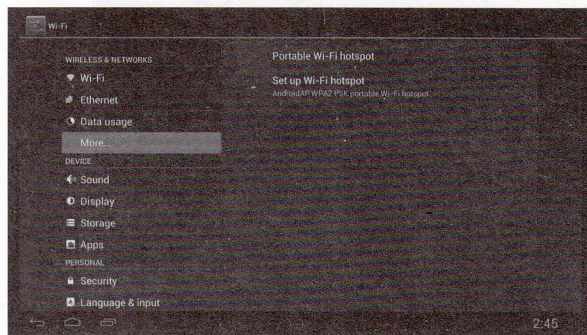 Wi-Fi
WIRELESS & NETWORKS
Wi-Fi
Ethernet
Data usage
More...
DEVICE
Sound
Display
Storage
Apps
PERSONAL
Security
Language & input
Portable Wi-Fi hotspot
Set up Wi-Fi hotspot
AndroidAP WPA2 PSK portable Wi-Fi hotspot
2:45